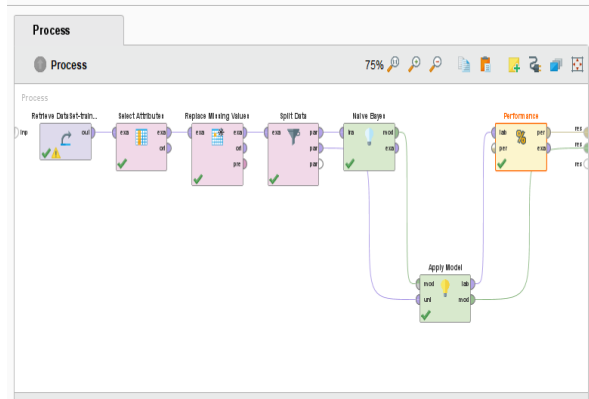 Process
Process
75%
Process
Retrieve DataSet-train...
Select Attributes
Replace Missing Values
Split Data
Naive Bayes
Performance
inp
out
exa
exa
ori
exa
exa
ori
pre
exa
par
par
par
tra
mod
exa
lab
per
per
exa
res
res
res
Apply Model
mod
lab
unl
mod